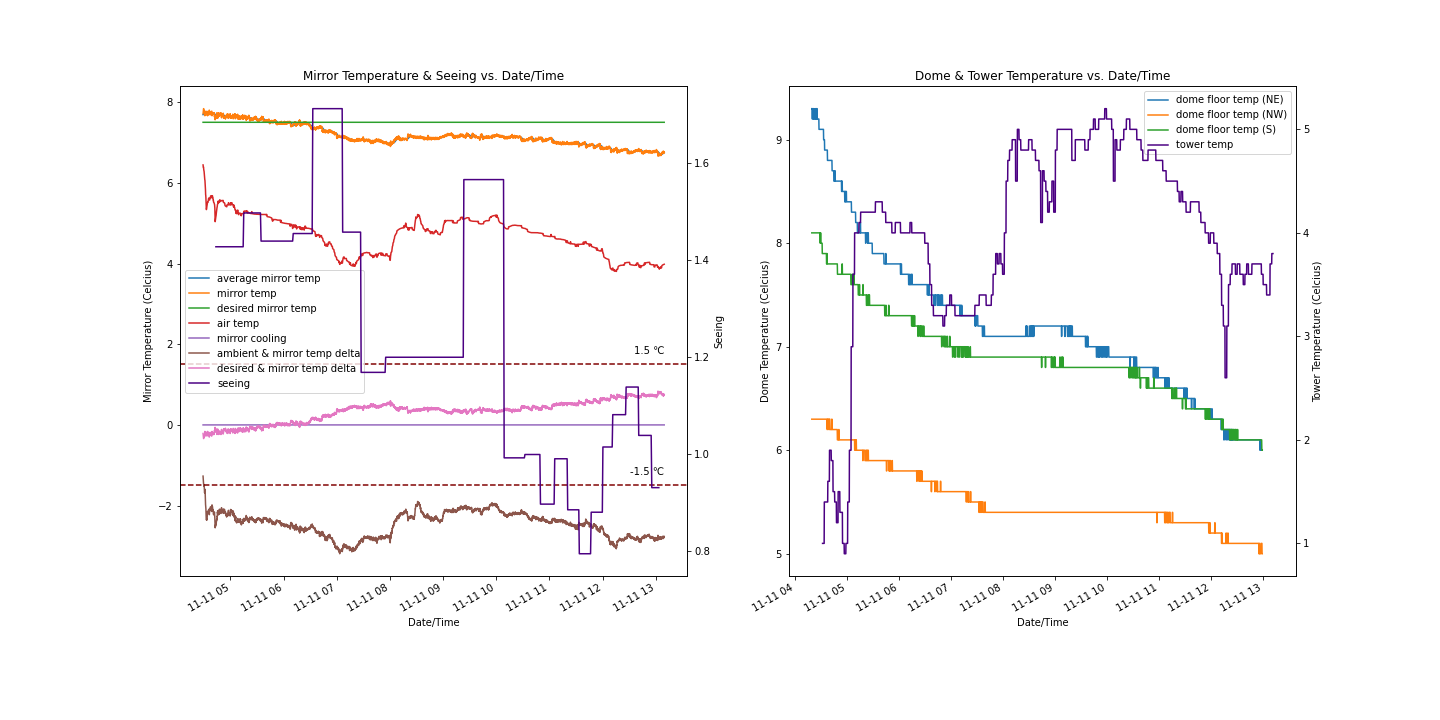 Mirror Temperature & Seeing vs. Date/Time
Mirror Temperature (Celcius)
8
6
4
2
0
−2
average mirror temp
mirror temp
desired mirror temp
air temp
mirror cooling
ambient & mirror temp delta
desired & mirror temp delta
seeing
1.5 °C
-1.5 °C
1.6
1.4
1.2
1.0
0.8
Seeing
11-11 05
11-11 06
11-11 07
11-11 08
11-11 09
11-11 10
11-11 11
11-11 12
11-11 13
Date/Time
Dome & Tower Temperature vs. Date/Time
Dome Temperature (Celcius)
9
8
7
6
5
dome floor temp (NE)
dome floor temp (NW)
dome floor temp (S)
tower temp
5
4
3
2
1
Tower Temperature (Celcius)
11-11 04
11-11 05
11-11 06
11-11 07
11-11 08
11-11 09
11-11 10
11-11 11
11-11 12
11-11 13
Date/Time